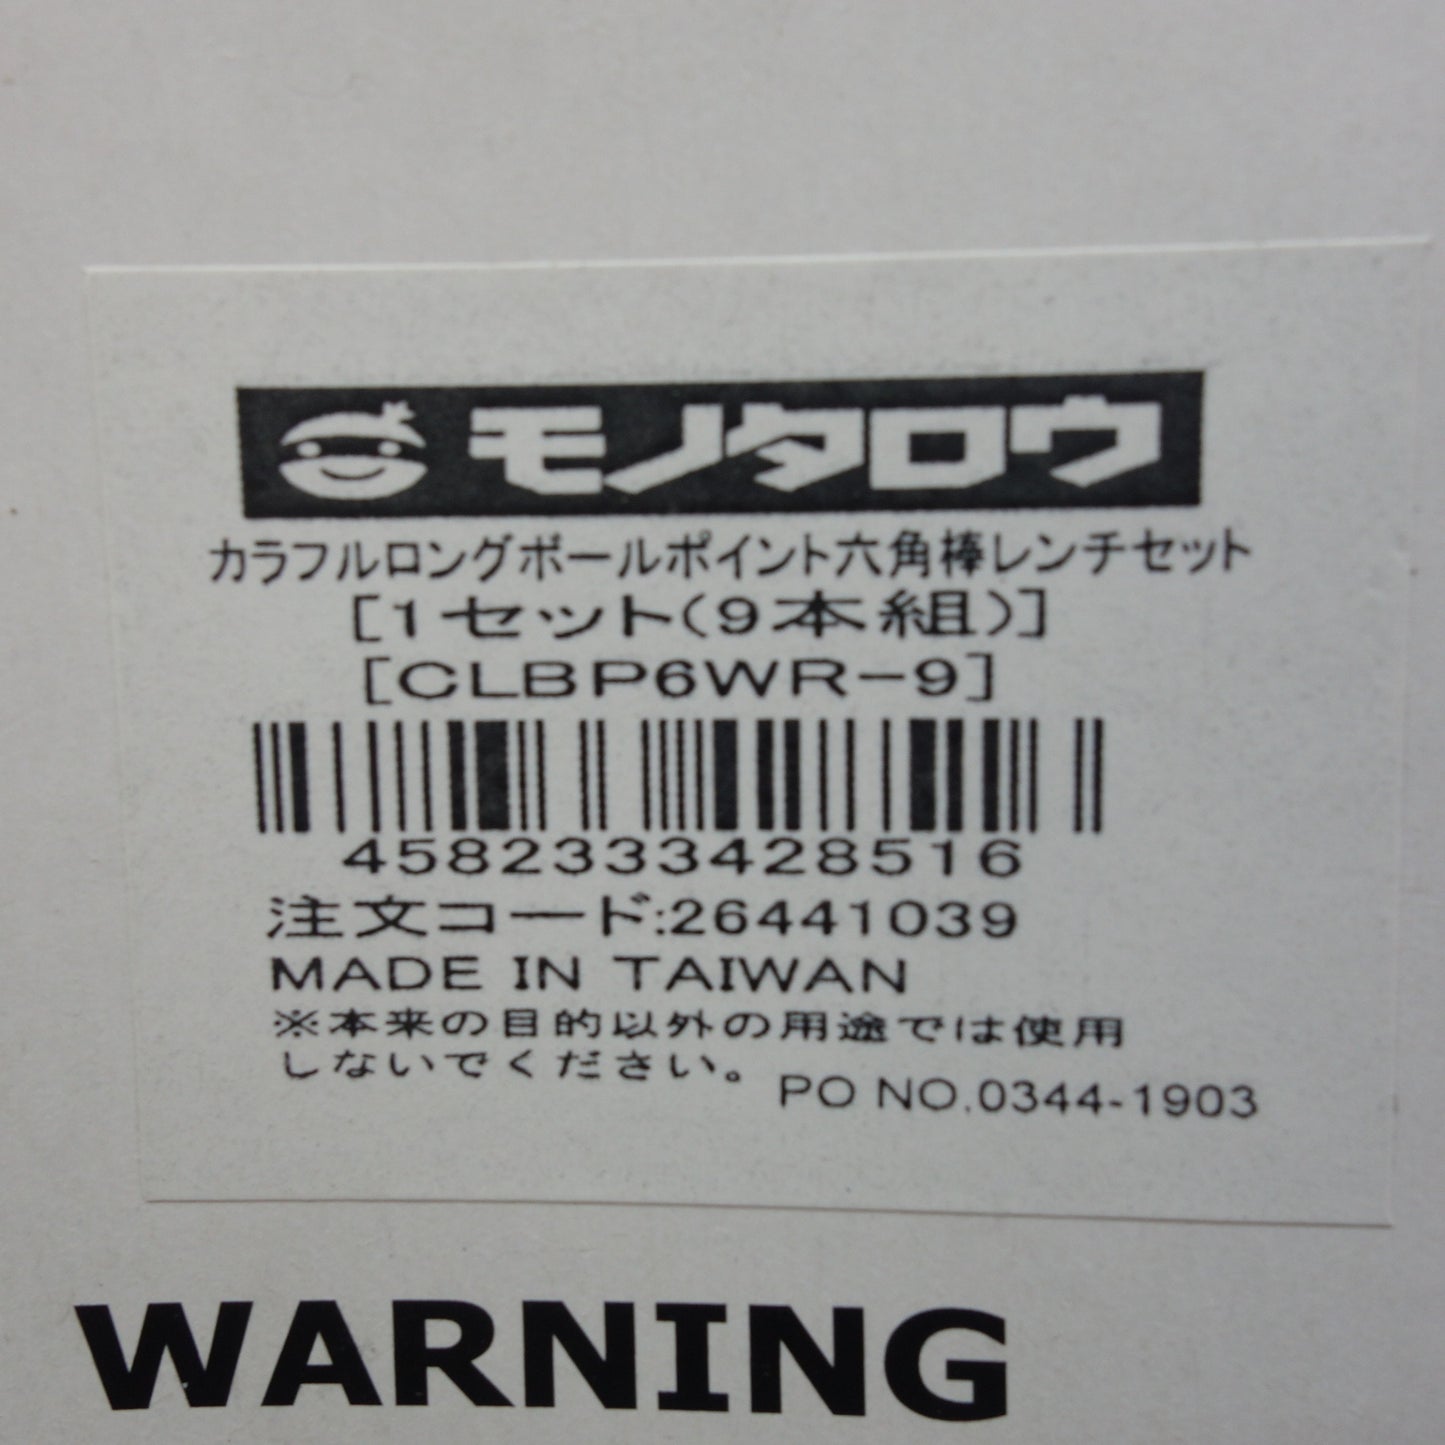 モノタロウ
カラフルロングボールポイント六角棒レンチセット
[1セット(9本組)]
[CLBP6WR-9]
4582333428516
注文コード:26441039
MADE IN TAIWAN
※本来の目的以外の用途では使用
しないでください。
PO NO.0344-1903
WARNING